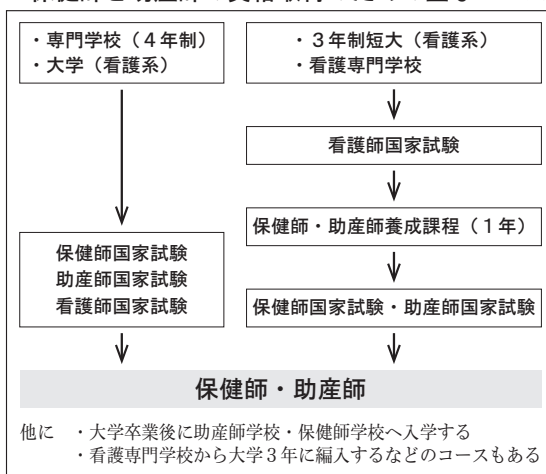 ・専門学校（４年制）
・大学（看護系）
保健師国家試験
助産師国家試験
看護師国家試験
・３年制短大（看護系）
・看護専門学校
看護師国家試験
保健師・助産師養成課程（１年）
保健師国家試験・助産師国家試験
保健師・助産師
他に　・大学卒業後に助産師学校・保健師学校へ入学する
・看護専門学校から大学３年に編入するなどのコースもある